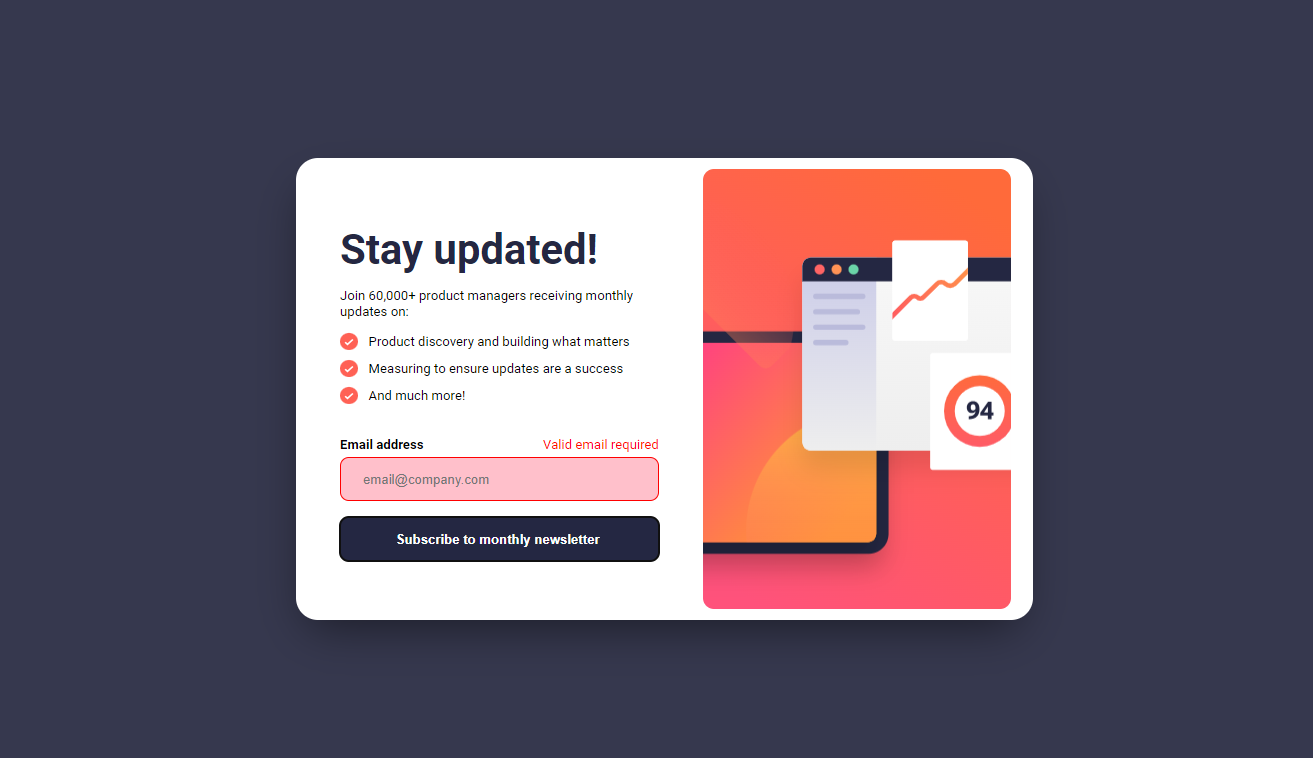 Stay updated!
Join 60,000+ product managers receiving monthly
updates on:
Product discovery and building what matters
Measuring to ensure updates are a success
And much more!
Email address
Valid email required
email@company.com
Subscribe to monthly newsletter
94